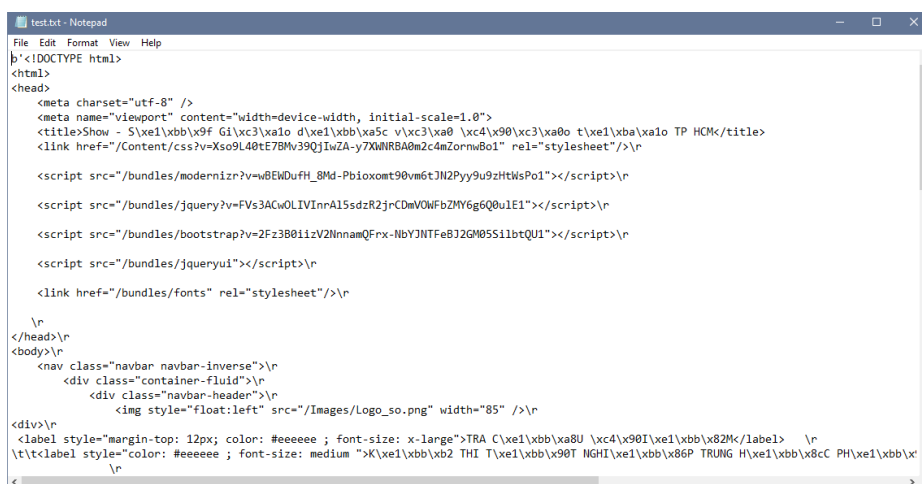 test.txt - Notepad
File Edit Format View Help
b'<!DOCTYPE html>
<html>
<head>
    <meta charset="utf-8" />
    <meta name="viewport" content="width=device-width, initial-scale=1.0">
    <title>Show - S\xe1\xbb\x9f Gi\xc3\xa1o d\xe1\xbb\xa5c v\xc3\xa0 \xc4\x90\xc3\xa0o t\xe1\xba\xa1o TP HCM</title>
    <link href="/Content/css?v=Xso9L40tE7BMv39QjIwZA-y7XWNRBA0m2c4mZornwBo1" rel="stylesheet"/>\r
    <script src="/bundles/modernizr?v=wBEWDufH_8Md-Pbioxomt90vm6tJN2Pyy9u9zHtWsPo1"></script>\r
    <script src="/bundles/jquery?v=FVs3ACwOLIVInrAl5sdzR2jrCDmVOWFbZMY6g6Q0ulE1"></script>\r
    <script src="/bundles/bootstrap?v=2Fz3B0iizV2NnnamQFrx-NbYJNTFeBJ2GM05SilbtQU1"></script>\r
    <script src="/bundles/jqueryui"></script>\r
    <link href="/bundles/fonts" rel="stylesheet"/>\r
   \r
</head>\r
<body>\r
    <nav class="navbar navbar-inverse">\r
        <div class="container-fluid">\r
            <div class="navbar-header">\r
                <img style="float:left" src="/Images/Logo_so.png" width="85" />\r
<div>\r
 <label style="margin-top: 12px; color: #eeeeee ; font-size: x-large">TRA C\xe1\xbb\xa8U \xc4\x90I\xe1\xbb\x82M</label>   \r
\t\t<label style="color: #eeeeee ; font-size: medium ">K\xe1\xbb\xb2 THI T\xe1\xbb\x90T NGHI\xe1\xbb\x86P TRUNG H\xe1\xbb\x8cC PH\xe1\xbb\x
               \r